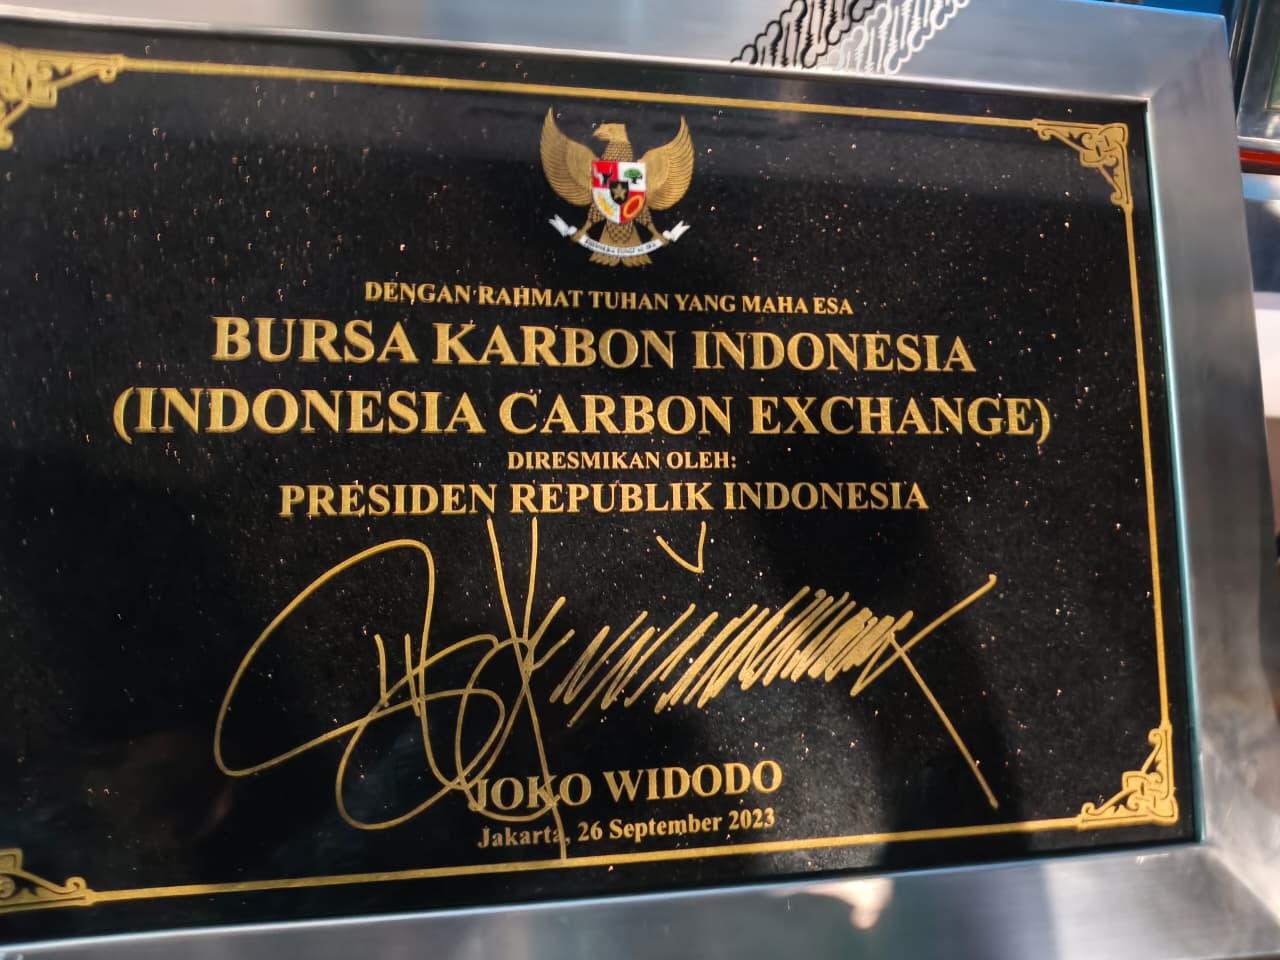 DENGAN RAHMAT TUHAN YANG MAHA ESA
BURSA KARBON INDONESIA
(INDONESIA CARBON EXCHANGE)
DIRESMIKAN OLEH:
PRESIDEN REPUBLIK INDONESIA
JOKO WIDODO
Jakarta, 26 September 2023